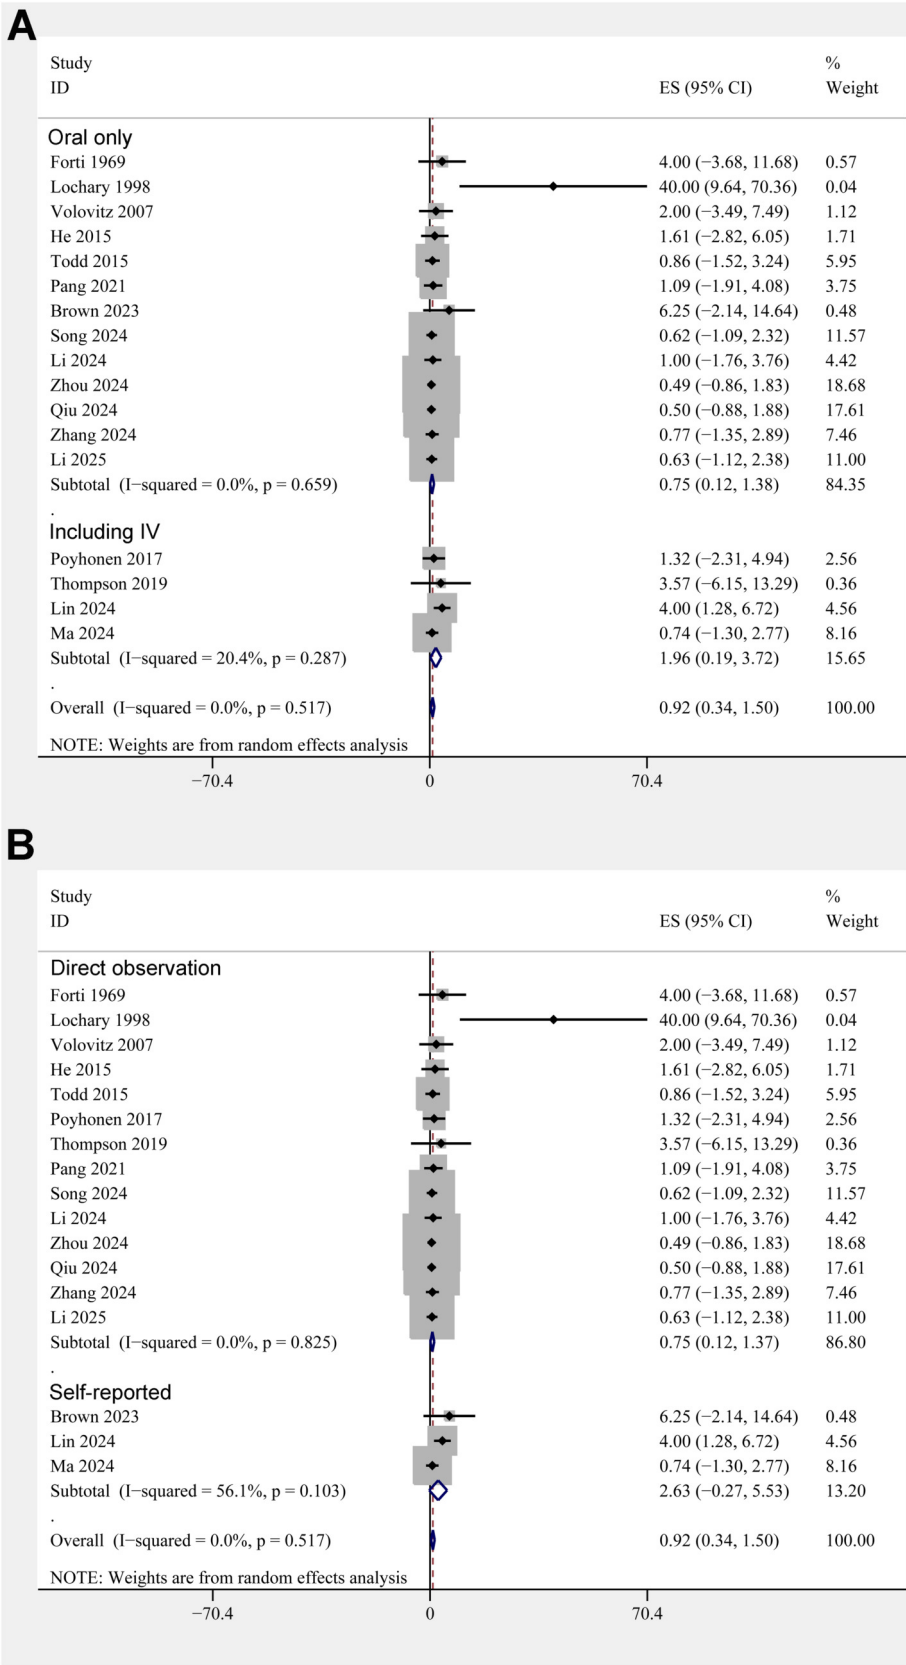 A
Study %
ID ES (95% CI) Weight
Oral only
Forti 1969 4.00 (−3.68, 11.68) 0.57
Lochary 1998 40.00 (9.64, 70.36) 0.04
Volovitz 2007 2.00 (−3.49, 7.49) 1.12
He 2015 1.61 (−2.82, 6.05) 1.71
Todd 2015 0.86 (−1.52, 3.24) 5.95
Pang 2021 1.09 (−1.91, 4.08) 3.75
Brown 2023 6.25 (−2.14, 14.64) 0.48
Song 2024 0.62 (−1.09, 2.32) 11.57
Li 2024 1.00 (−1.76, 3.76) 4.42
Zhou 2024 0.49 (−0.86, 1.83) 18.68
Qiu 2024 0.50 (−0.88, 1.88) 17.61
Zhang 2024 0.77 (−1.35, 2.89) 7.46
Li 2025 0.63 (−1.12, 2.38) 11.00
Subtotal (I−squared = 0.0%, p = 0.659) 0.75 (0.12, 1.38) 84.35
.
Including IV
Poyhonen 2017 1.32 (−2.31, 4.94) 2.56
Thompson 2019 3.57 (−6.15, 13.29) 0.36
Lin 2024 4.00 (1.28, 6.72) 4.56
Ma 2024 0.74 (−1.30, 2.77) 8.16
Subtotal (I−squared = 20.4%, p = 0.287) 1.96 (0.19, 3.72) 15.65
.
Overall (I−squared = 0.0%, p = 0.517) 0.92 (0.34, 1.50) 100.00
NOTE: Weights are from random effects analysis
−70.4 0 70.4
B
Study %
ID ES (95% CI) Weight
Direct observation
Forti 1969 4.00 (−3.68, 11.68) 0.57
Lochary 1998 40.00 (9.64, 70.36) 0.04
Volovitz 2007 2.00 (−3.49, 7.49) 1.12
He 2015 1.61 (−2.82, 6.05) 1.71
Todd 2015 0.86 (−1.52, 3.24) 5.95
Poyhonen 2017 1.32 (−2.31, 4.94) 2.56
Thompson 2019 3.57 (−6.15, 13.29) 0.36
Pang 2021 1.09 (−1.91, 4.08) 3.75
Song 2024 0.62 (−1.09, 2.32) 11.57
Li 2024 1.00 (−1.76, 3.76) 4.42
Zhou 2024 0.49 (−0.86, 1.83) 18.68
Qiu 2024 0.50 (−0.88, 1.88) 17.61
Zhang 2024 0.77 (−1.35, 2.89) 7.46
Li 2025 0.63 (−1.12, 2.38) 11.00
Subtotal (I−squared = 0.0%, p = 0.825) 0.75 (0.12, 1.37) 86.80
.
Self-reported
Brown 2023 6.25 (−2.14, 14.64) 0.48
Lin 2024 4.00 (1.28, 6.72) 4.56
Ma 2024 0.74 (−1.30, 2.77) 8.16
Subtotal (I−squared = 56.1%, p = 0.103) 2.63 (−0.27, 5.53) 13.20
.
Overall (I−squared = 0.0%, p = 0.517) 0.92 (0.34, 1.50) 100.00
NOTE: Weights are from random effects analysis
−70.4 0 70.4